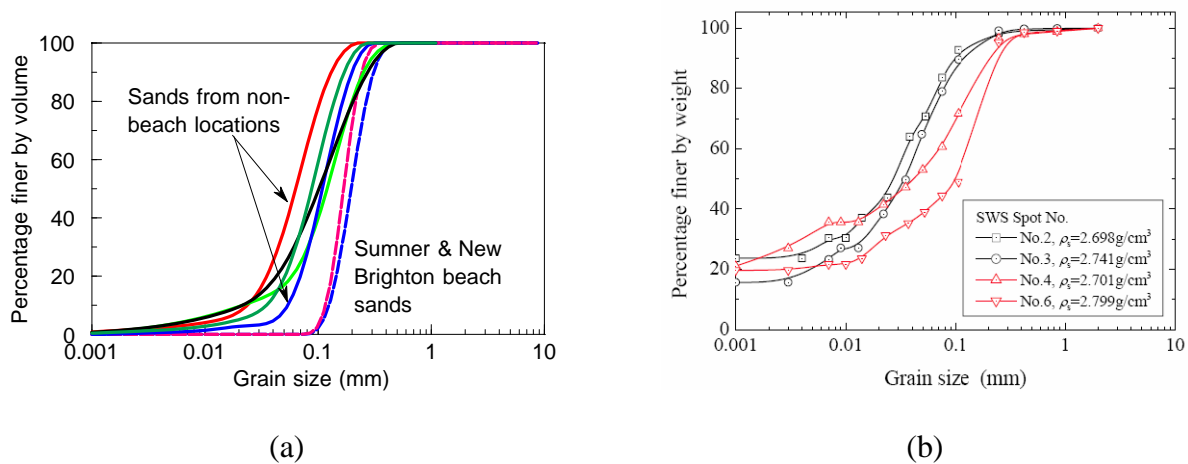 Percentage finer by volume
100
80
60
40
20
0
0.001
0.01
0.1
1
10
Grain size (mm)
Sands from non-
beach locations
Sumner & New
Brighton beach
sands
(a)
Percentage finer by weight
100
80
60
40
20
0
0.001
0.01
0.1
1
10
Grain size (mm)
SWS Spot No.
No.2, ρs=2.698g/cm³
No.3, ρs=2.741g/cm³
No.4, ρs=2.701g/cm³
No.6, ρs=2.799g/cm³
(b)